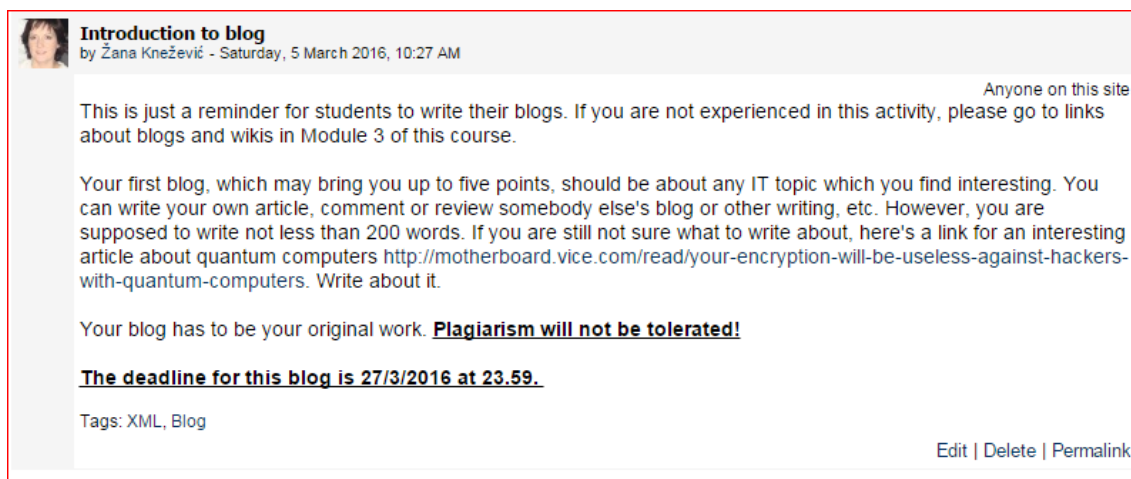 Introduction to blog
by Žana Knežević - Saturday, 5 March 2016, 10:27 AM
Anyone on this site
This is just a reminder for students to write their blogs. If you are not experienced in this activity, please go to links
about blogs and wikis in Module 3 of this course.
Your first blog, which may bring you up to five points, should be about any IT topic which you find interesting. You
can write your own article, comment or review somebody else's blog or other writing, etc. However, you are
supposed to write not less than 200 words. If you are still not sure what to write about, here's a link for an interesting
article about quantum computers http://motherboard.vice.com/read/your-encryption-will-be-useless-against-hackers-
with-quantum-computers. Write about it.
Your blog has to be your original work. Plagiarism will not be tolerated!
The deadline for this blog is 27/3/2016 at 23.59.
Tags: XML, Blog
Edit | Delete | Permalink